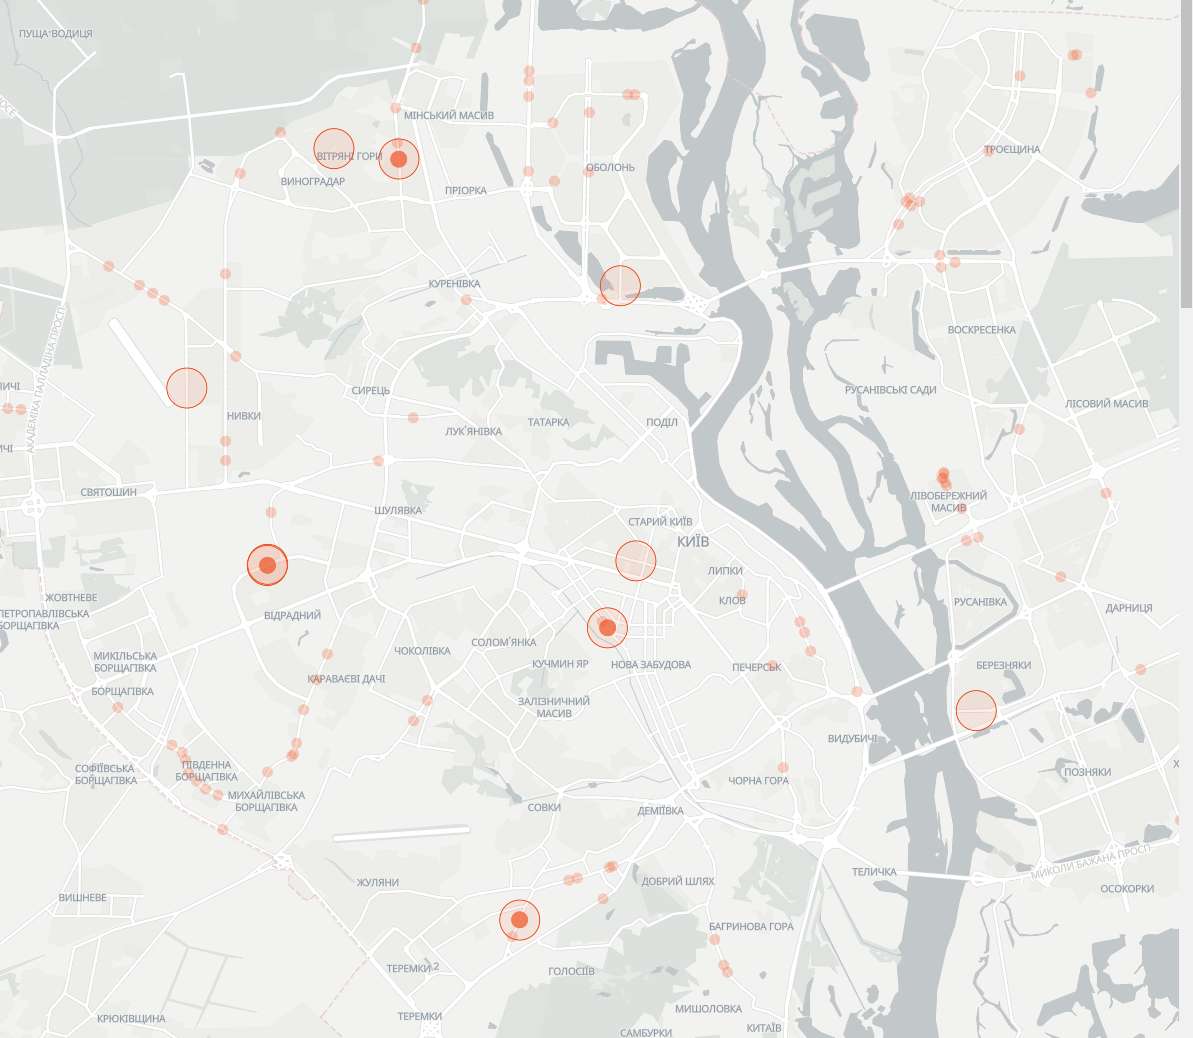 ПУЩА-ВОДИЦЯ
МІНСЬКИЙ МАСИВ
ВІТРЯНІ ГОРИ
ТРОЄЩИНА
ОБОЛОНЬ
ВИНОГРАДАР
ПРІОРКА
КУРЕНІВКА
ВОСКРЕСЕНКА
АКАДЕМІКА ПАЛЛАДІНА ПРОСП
ИЧІ
СИРЕЦЬ
РУСАНІВСЬКІ САДИ
ЛІСОВИЙ МАСИВ
НИВКИ
ЛУК'ЯНІВКА
ТАТАРКА
ПОДІЛ
ИЧІ
СВЯТОШИН
ЛІВОБЕРЕЖНИЙ
МАСИВ
ШУЛЯВКА
СТАРИЙ КИЇВ
КИЇВ
ЛИПКИ
ЖОВТНЕВЕ
КЛОВ
РУСАНІВКА
ДАРНИЦЯ
ПЕТРОПАВЛІВСЬКА
БОРЩАГІВКА
ВІДРАДНИЙ
СОЛОМ'ЯНКА
ЧОКОЛІВКА
МИКІЛЬСЬКА
БОРЩАГІВКА
КУЧМИН ЯР
НОВА ЗАБУДОВА
ПЕЧЕРСЬК
БЕРЕЗНЯКИ
КАРАВАЄВІ ДАЧІ
БОРЩАГІВКА
ЗАЛІЗНИЧНИЙ
МАСИВ
ВИДУБИЧІ
СОФІЇВСЬКА
БОРЩАГІВКА
ПІВДЕННА
БОРЩАГІВКА
ЧОРНА ГОРА
ПОЗНЯКИ
Х
МИХАЙЛІВСЬКА
БОРЩАГІВКА
СОВКИ
ДЕМІЇВКА
МИКОЛИ БАЖАНА ПРОСП
ТЕЛИЧКА
ЖУЛЯНИ
ДОБРИЙ ШЛЯХ
ОСОКОРКИ
ВИШНЕВЕ
БАГРИНОВА ГОРА
ТЕРЕМКИ 2
ГОЛОСІЇВ
МИШОЛОВКА
КРЮКІВЩИНА
ТЕРЕМКИ
САМБУРКИ
КИТАЇВ